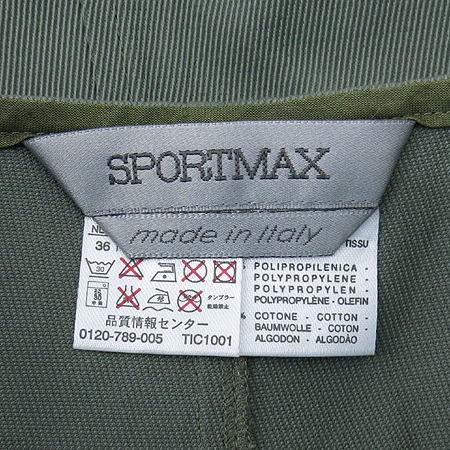 SPORTMAX
made in Italy
NL
36
TISSU
30
POLIPROPILENICA -
POLYPROPYLENE -
POLYPROPYLEN -
POLYPROPYLÈNE - OLEFIN
タンブラー
乾燥禁止
% COTONE - COTTON -
BAUMWOLLE - COTON -
ALGODON - ALGODÃO
品質情報センター
0120-789-005 TIC1001